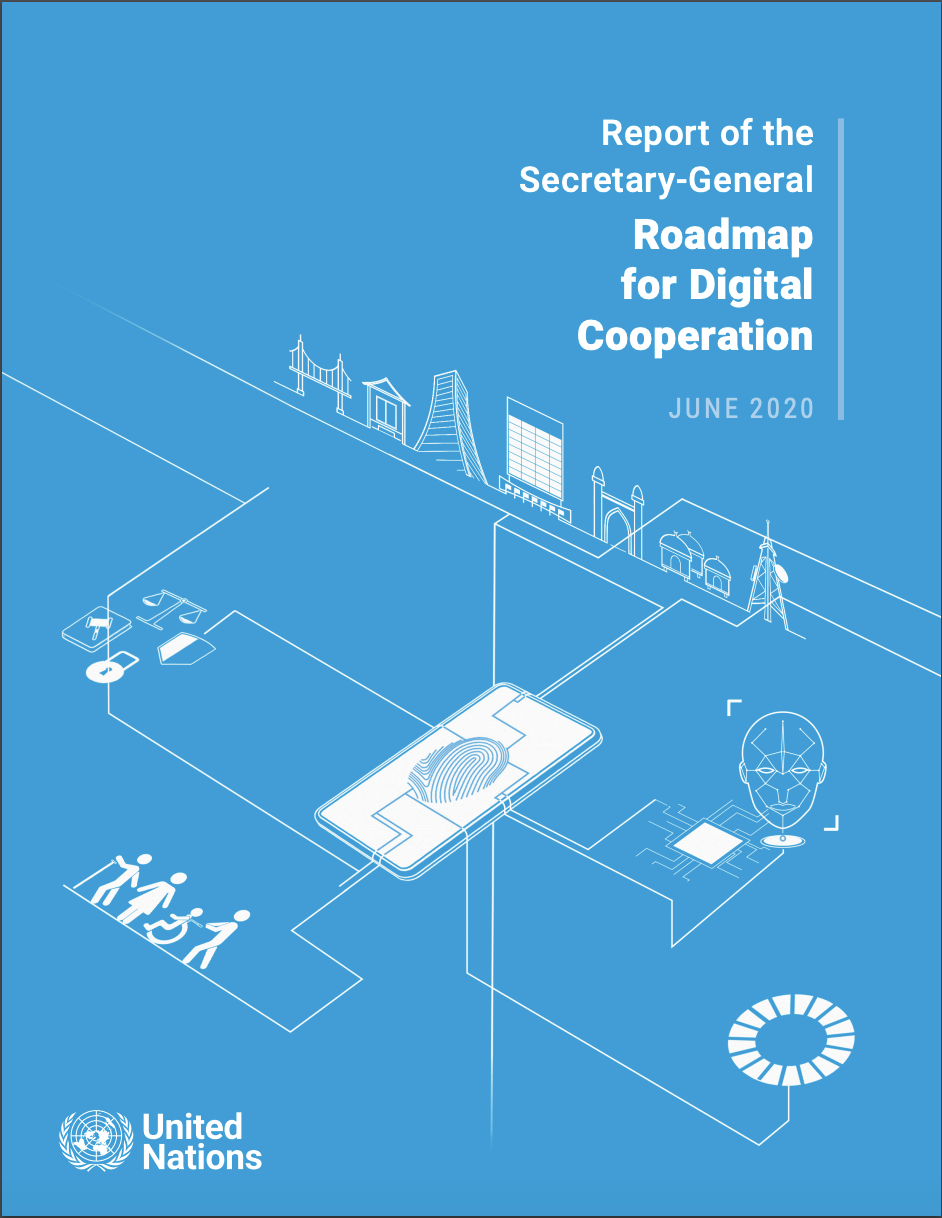 Report of the
Secretary-General
Roadmap
for Digital
Cooperation
JUNE 2020
United
Nations